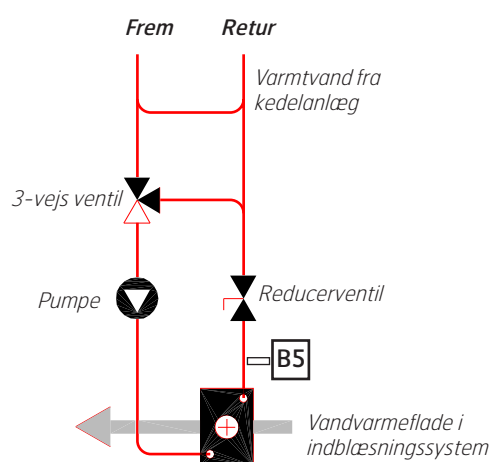 Frem Retur
Varmtvand fra
kedelanlæg
3-vejs ventil
Pumpe
Reducerventil
B5
Vandvarmeflade i
indblæsningssystem